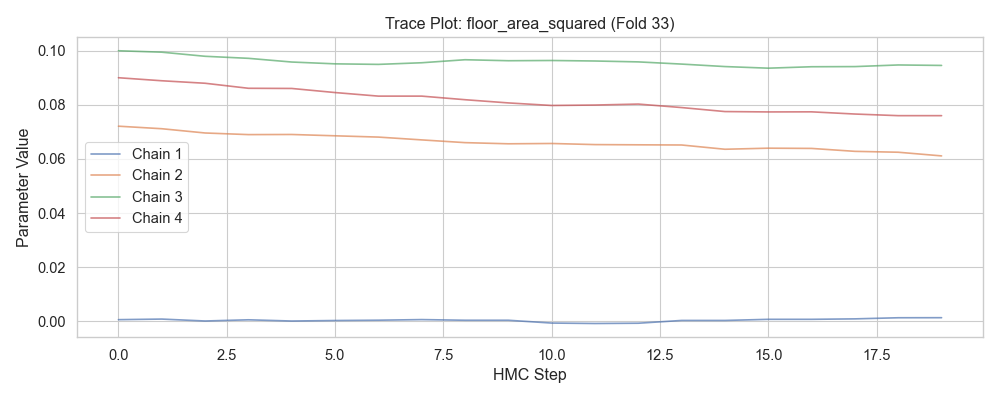 Trace Plot: floor_area_squared (Fold 33)
Parameter Value
0.10
0.08
0.06
0.04
0.02
0.00
Chain 1
Chain 2
Chain 3
Chain 4
0.0 2.5 5.0 7.5 10.0 12.5 15.0 17.5
HMC Step